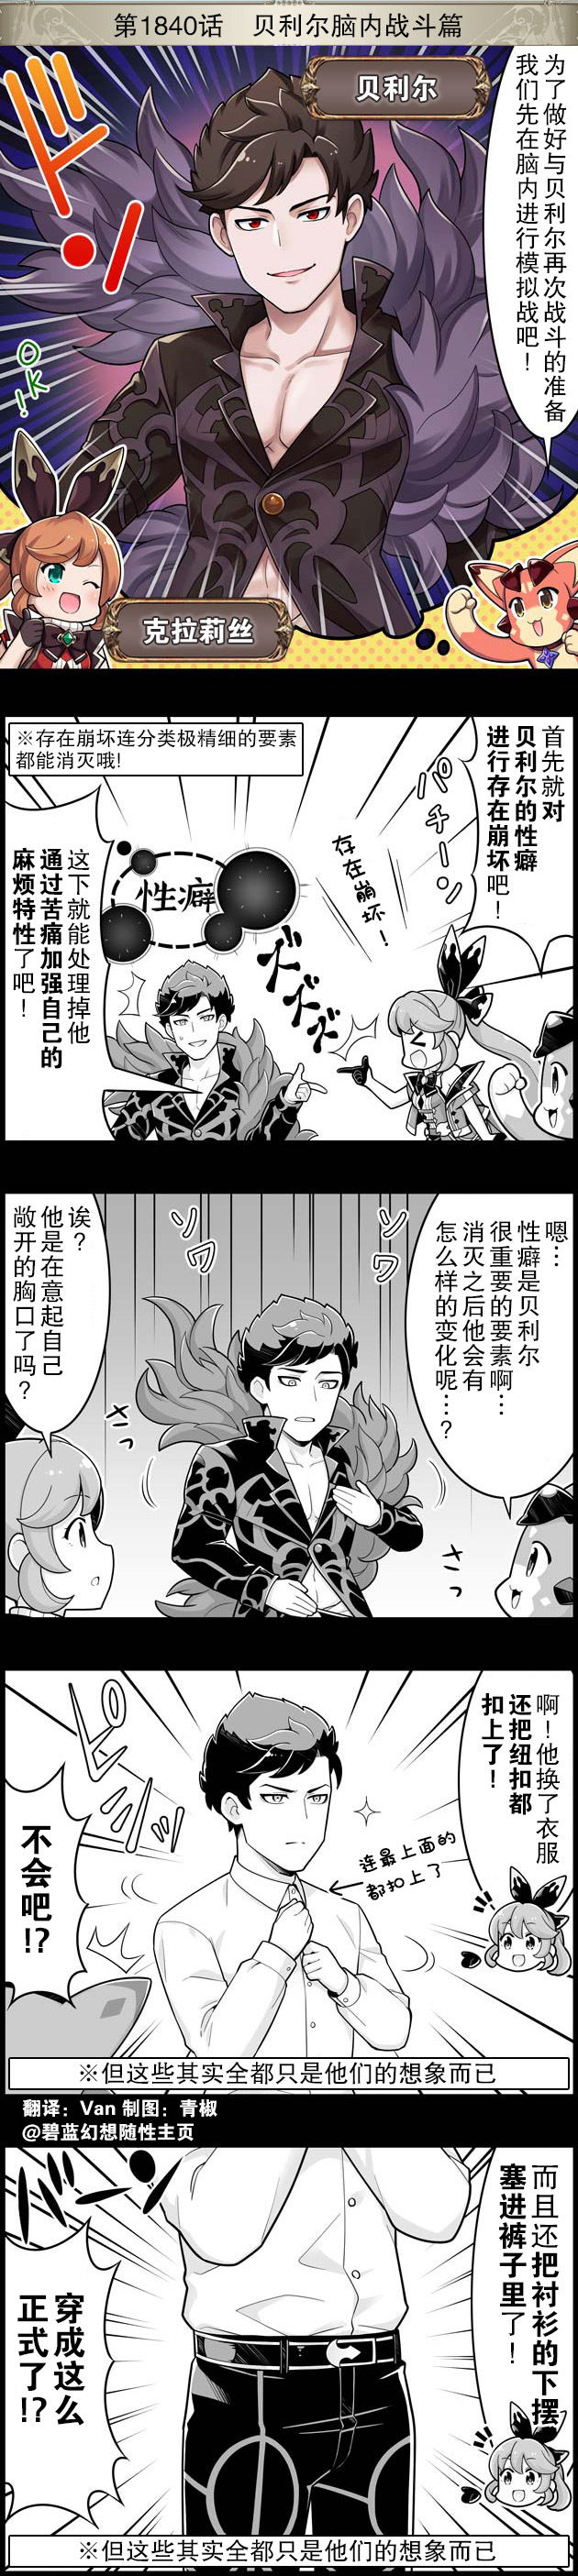 第1840话 贝利尔脑内战斗篇
贝利尔
为了做好与贝利尔再次战斗的准备
我们先在脑内进行模拟战吧！
ドン
OK!
克拉莉丝
首先就对
贝利尔的性癖
进行存在崩坏吧！
※存在崩坏连分类极精细的要素
都能消灭哦!
パチーン
存在崩坏！
性癖
ズズズズ
这下就能处理掉他
通过苦痛加强自己的
麻烦特性了吧！
嗯…
性癖是贝利尔
很重要的要素啊…
消灭之后他会有
怎么样的变化呢…？
ソワ
ソワ
诶？
他是在意起自己
敞开的胸口了吗？
さっ
さっ
啊！他换了衣服
还把纽扣都
扣上了！
ピシィッ
连最上面的
都扣上了
不会吧!?
※但这些其实全都只是他们的想象而已
翻译：Van 制图：青椒
@碧蓝幻想随性主页
而且还把衬衫的下摆
塞进裤子里了！
穿成这么
正式了!?
※但这些其实全都只是他们的想象而已